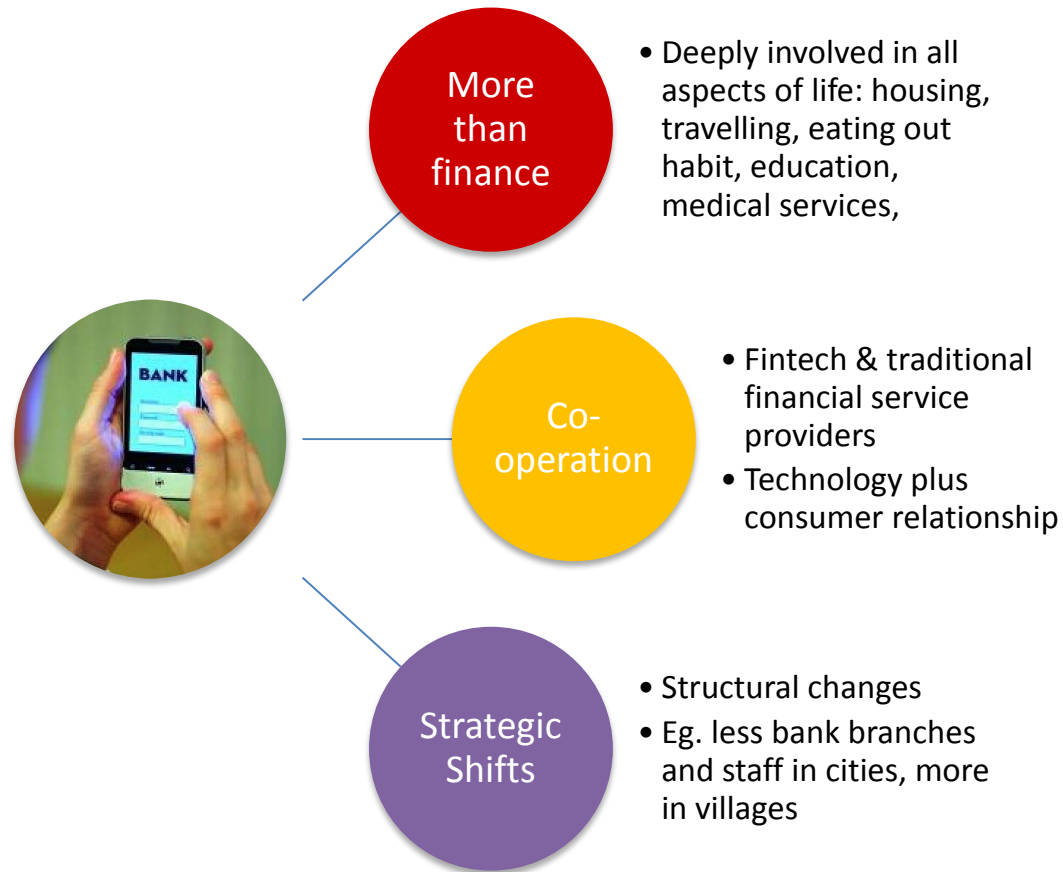 More
than
finance
• Deeply involved in all
aspects of life: housing,
travelling, eating out
habit, education,
medical services,
BANK
Co-
operation
• Fintech & traditional
financial service
providers
• Technology plus
consumer relationship
Strategic
Shifts
• Structural changes
• Eg. less bank branches
and staff in cities, more
in villages